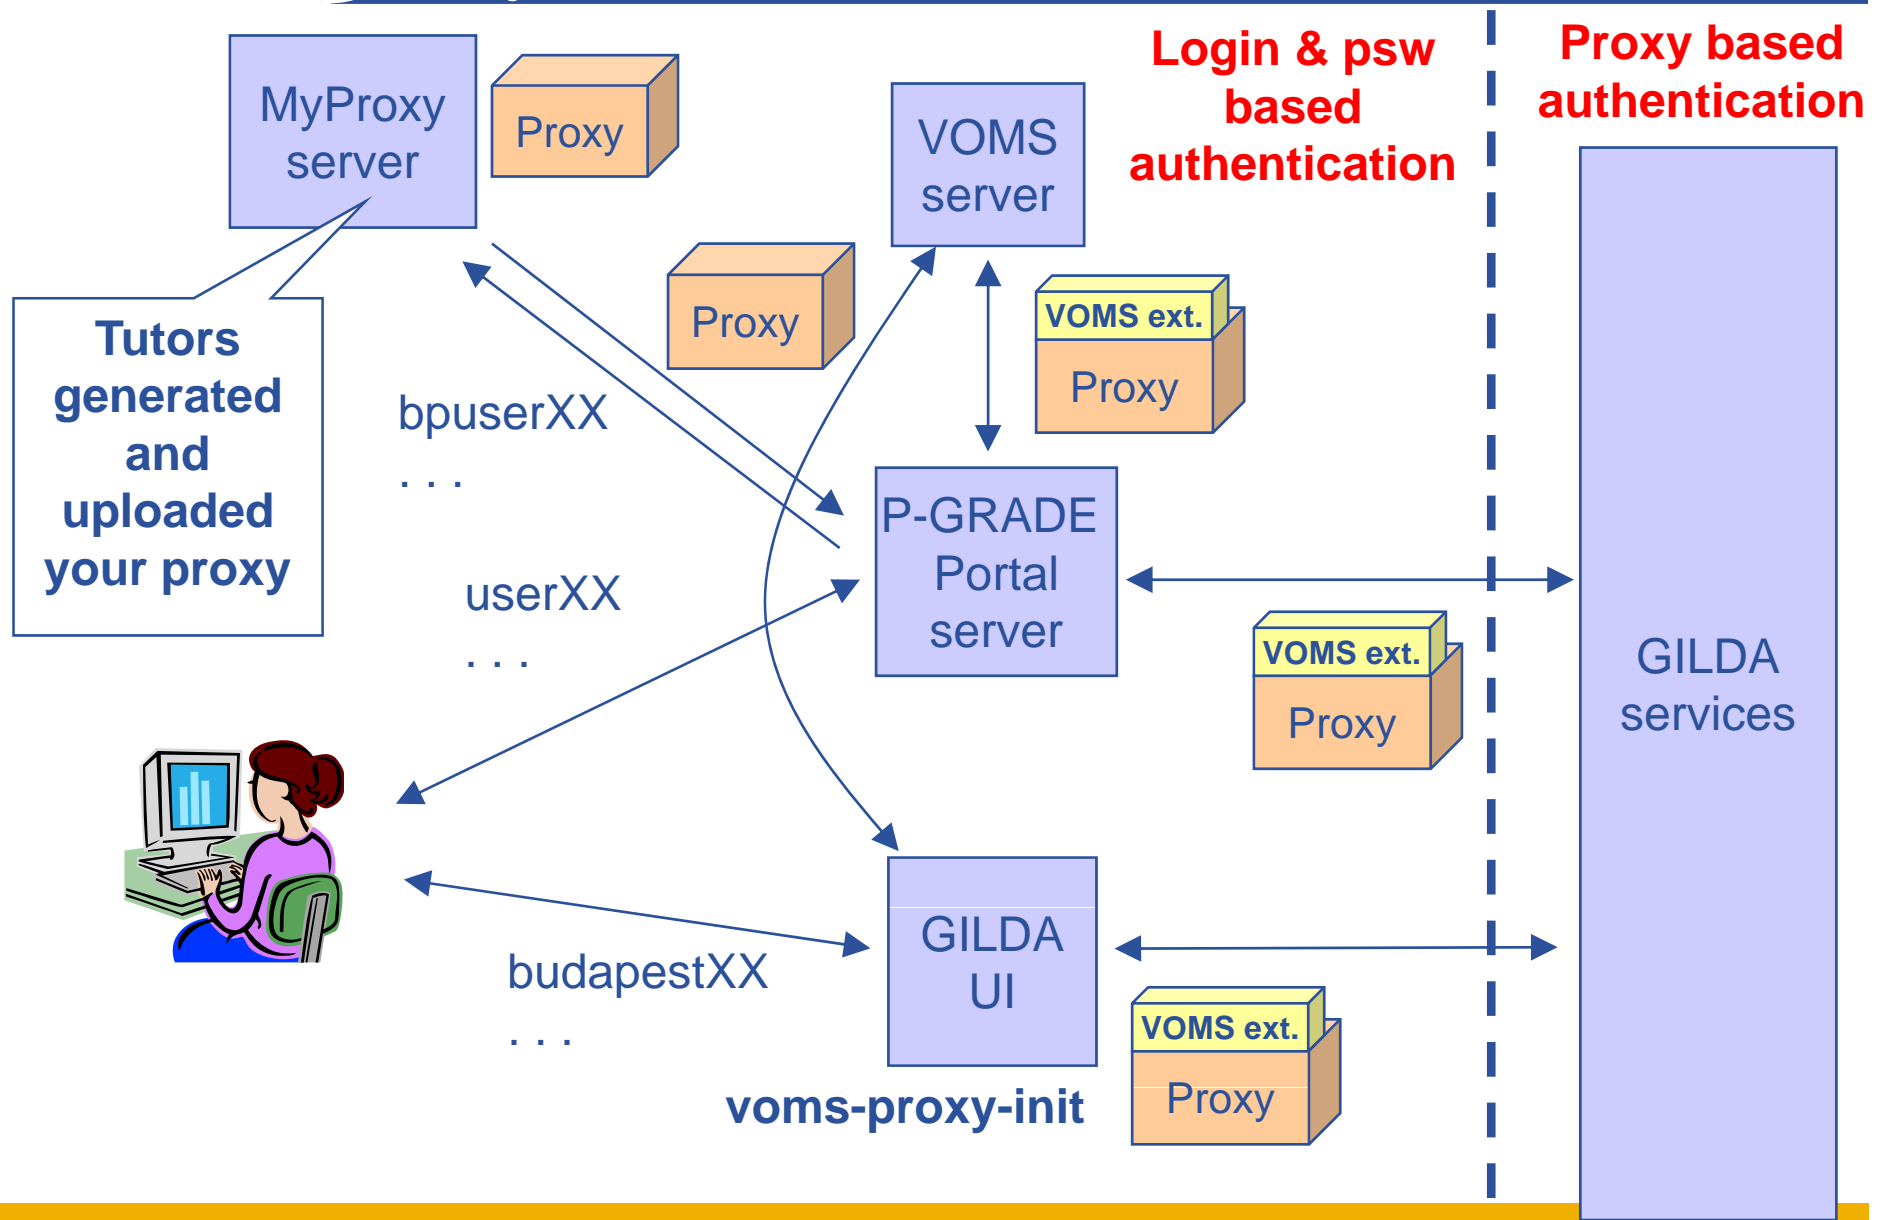 MyProxy
server
Proxy
VOMS
server
Login & psw
based
authentication
Proxy based
authentication
Tutors
generated
and
uploaded
your proxy
Proxy
VOMS ext.
Proxy
bpuserXX
. . .
P-GRADE
Portal
server
userXX
. . .
VOMS ext.
Proxy
GILDA
services
GILDA
UI
budapestXX
. . .
VOMS ext.
Proxy
voms-proxy-init